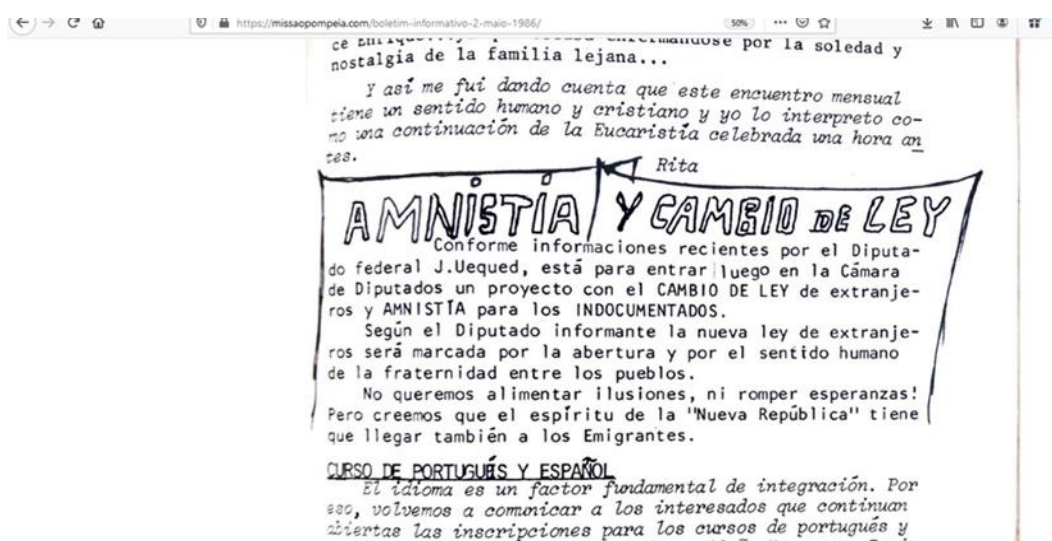 https://missaopompeia.com/boletim-informativo-2-maio-1986/
50%
ce Enrique... por la soledad y
nostalgia de la familia lejana...
Y así me fui dando cuenta que este encuentro mensual
tiene un sentido humano y cristiano y yo lo interpreto co-
mo una continuación de la Eucaristía celebrada una hora an
tes.
Rita
AMNISTÍA Y CAMBIO DE LEY
Conforme informaciones recientes por el Diputa-
do federal J.Uequed, está para entrar luego en la Cámara
de Diputados un proyecto con el CAMBIO DE LEY de extranje-
ros y AMNISTÍA para los INDOCUMENTADOS.
Según el Diputado informante la nueva ley de extranje-
ros será marcada por la abertura y por el sentido humano
de la fraternidad entre los pueblos.
No queremos alimentar ilusiones, ni romper esperanzas!
Pero creemos que el espíritu de la "Nueva República" tiene
que llegar también a los Emigrantes.
CURSO DE PORTUGUÉS Y ESPAÑOL
El idioma es un factor fundamental de integración. Por
eso, volvemos a comunicar a los interesados que continuan
abiertas las inscripciones para los cursos de portugués y